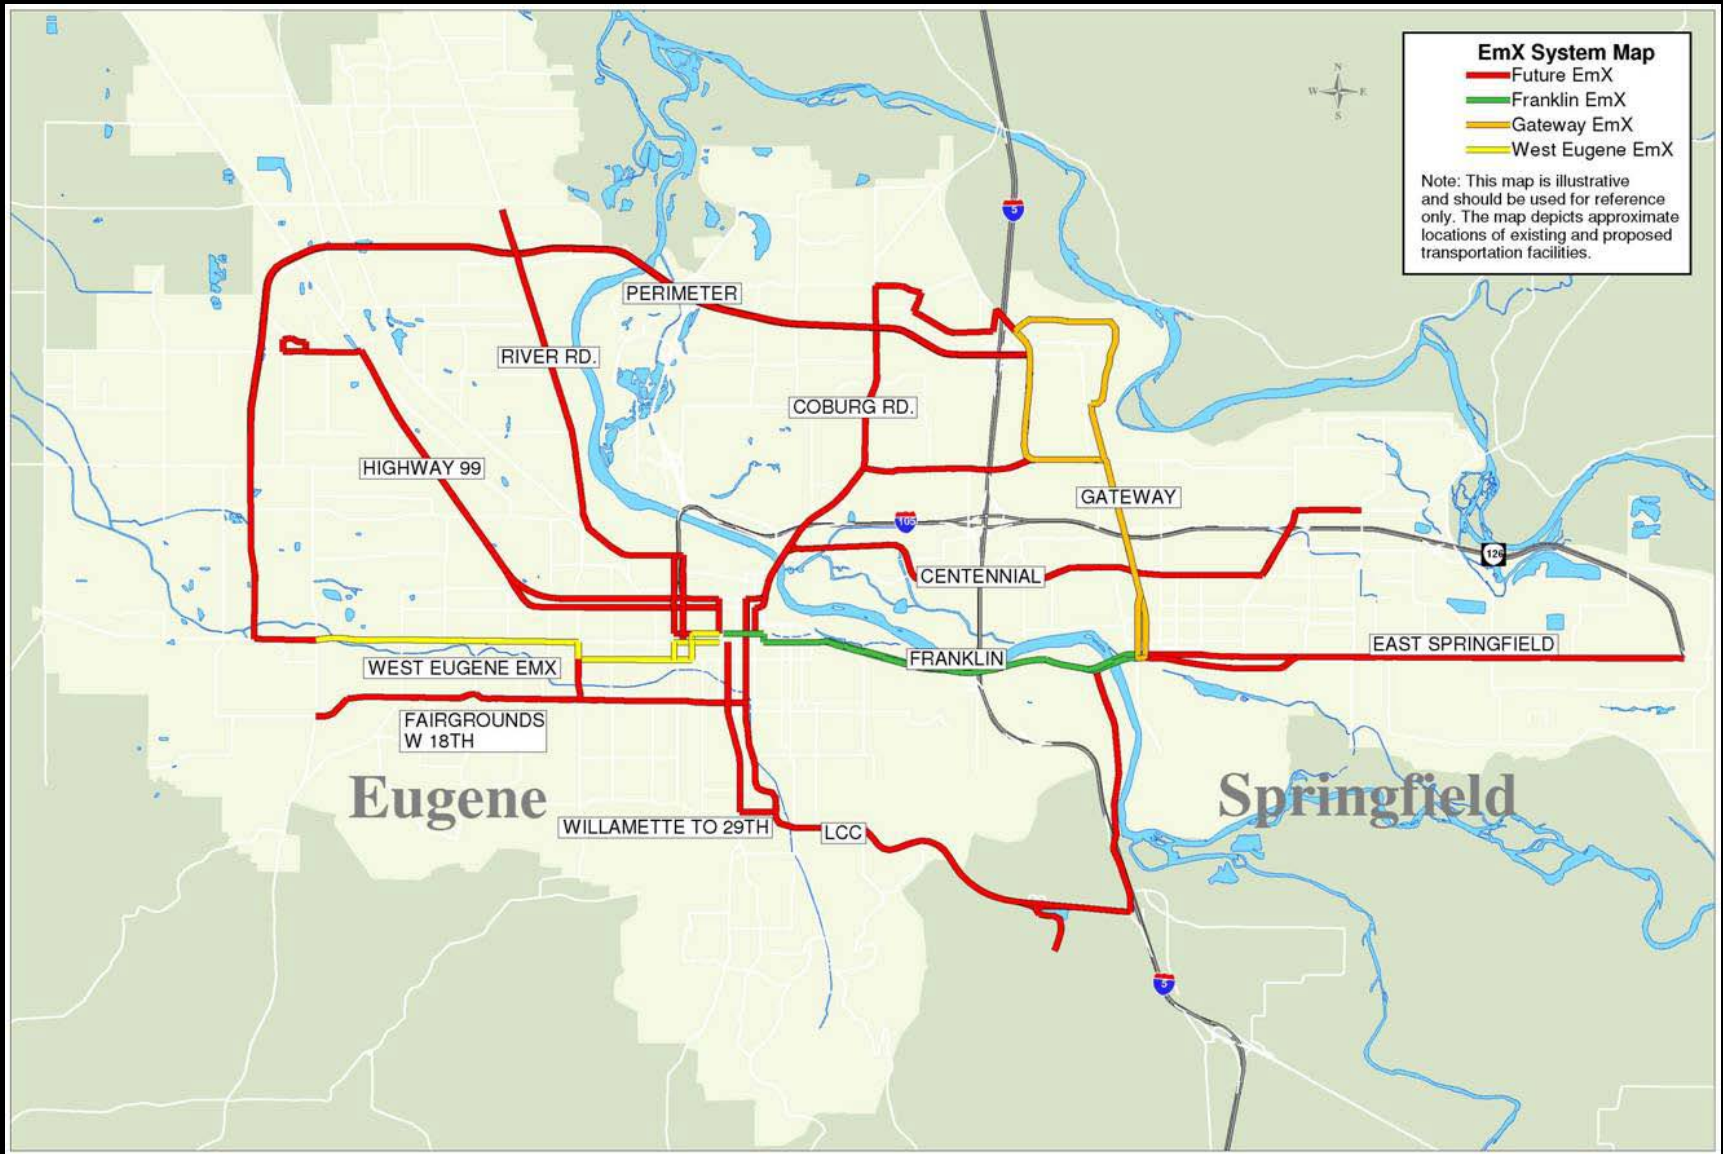 EmX System Map
Future EmX
Franklin EmX
Gateway EmX
West Eugene EmX
Note: This map is illustrative
and should be used for reference
only. The map depicts approximate
locations of existing and proposed
transportation facilities.
N
W E
S
5
PERIMETER
RIVER RD.
COBURG RD.
HIGHWAY 99
GATEWAY
105
126
CENTENNIAL
EAST SPRINGFIELD
FRANKLIN
WEST EUGENE EMX
FAIRGROUNDS
W 18TH
Eugene
Springfield
WILLAMETTE TO 29TH
LCC
5